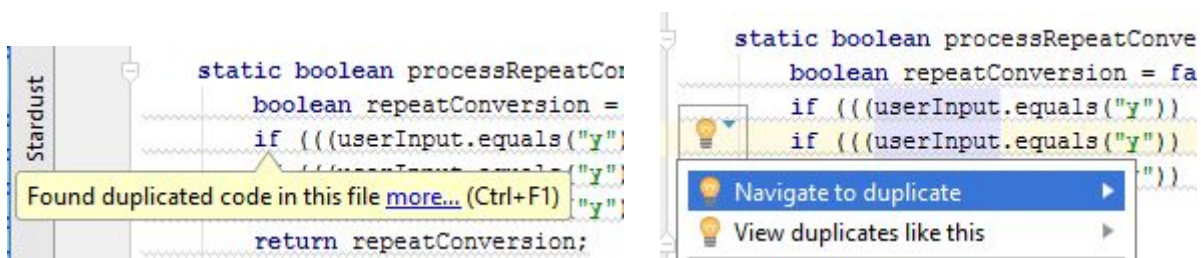 Stardust
static boolean processRepeatCon
boolean repeatConversion =
if (((userInput.equals("y")
"y")
Found duplicated code in this file more... (Ctrl+F1)
"y")
return repeatConversion;
static boolean processRepeatConve
boolean repeatConversion = fa
if (((userInput.equals("y"))
if (((userInput.equals("y"))
"))
Navigate to duplicate
View duplicates like this